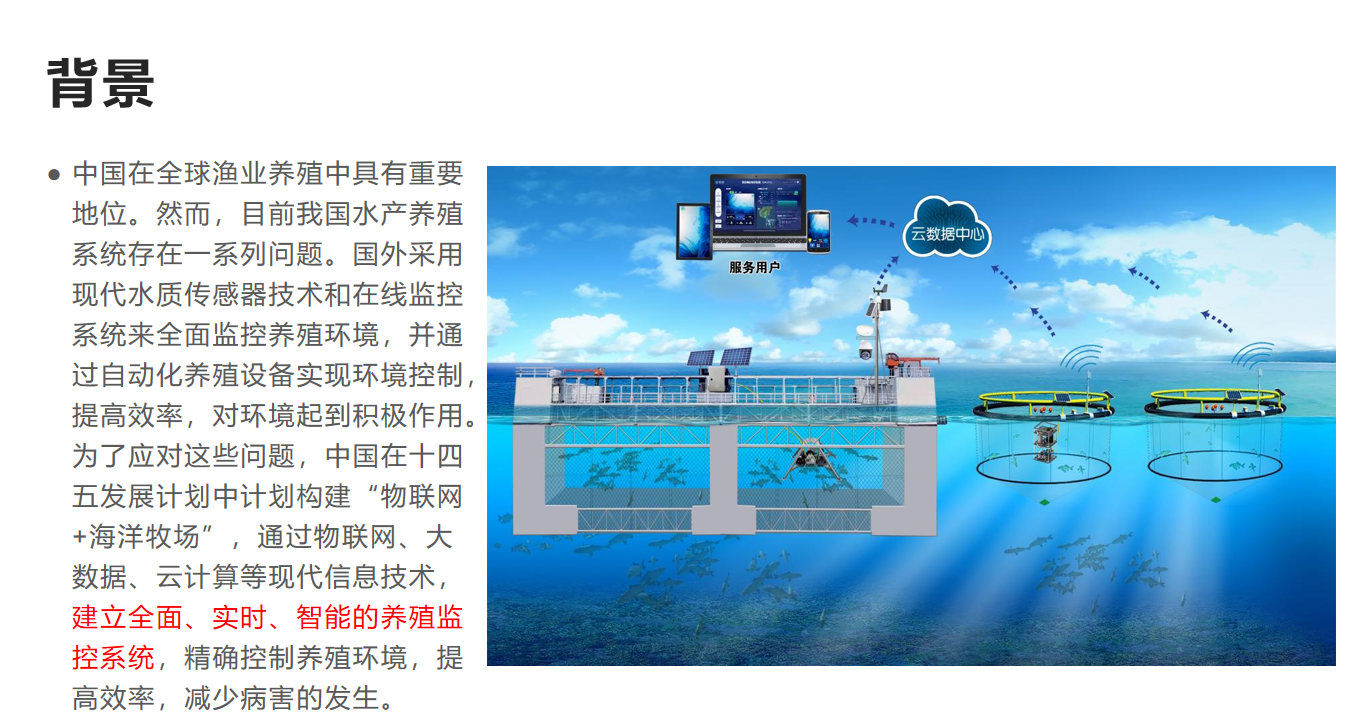 背景
● 中国在全球渔业养殖中具有重要
地位。然而，目前我国水产养殖
系统存在一系列问题。国外采用
现代水质传感器技术和在线监控
系统来全面监控养殖环境，并通
过自动化养殖设备实现环境控制，
提高效率，对环境起到积极作用。
为了应对这些问题，中国在十四
五发展计划中计划构建“物联网
+海洋牧场”，通过物联网、大
数据、云计算等现代信息技术，
建立全面、实时、智能的养殖监
控系统，精确控制养殖环境，提
高效率，减少病害的发生。
云数据中心
服务用户